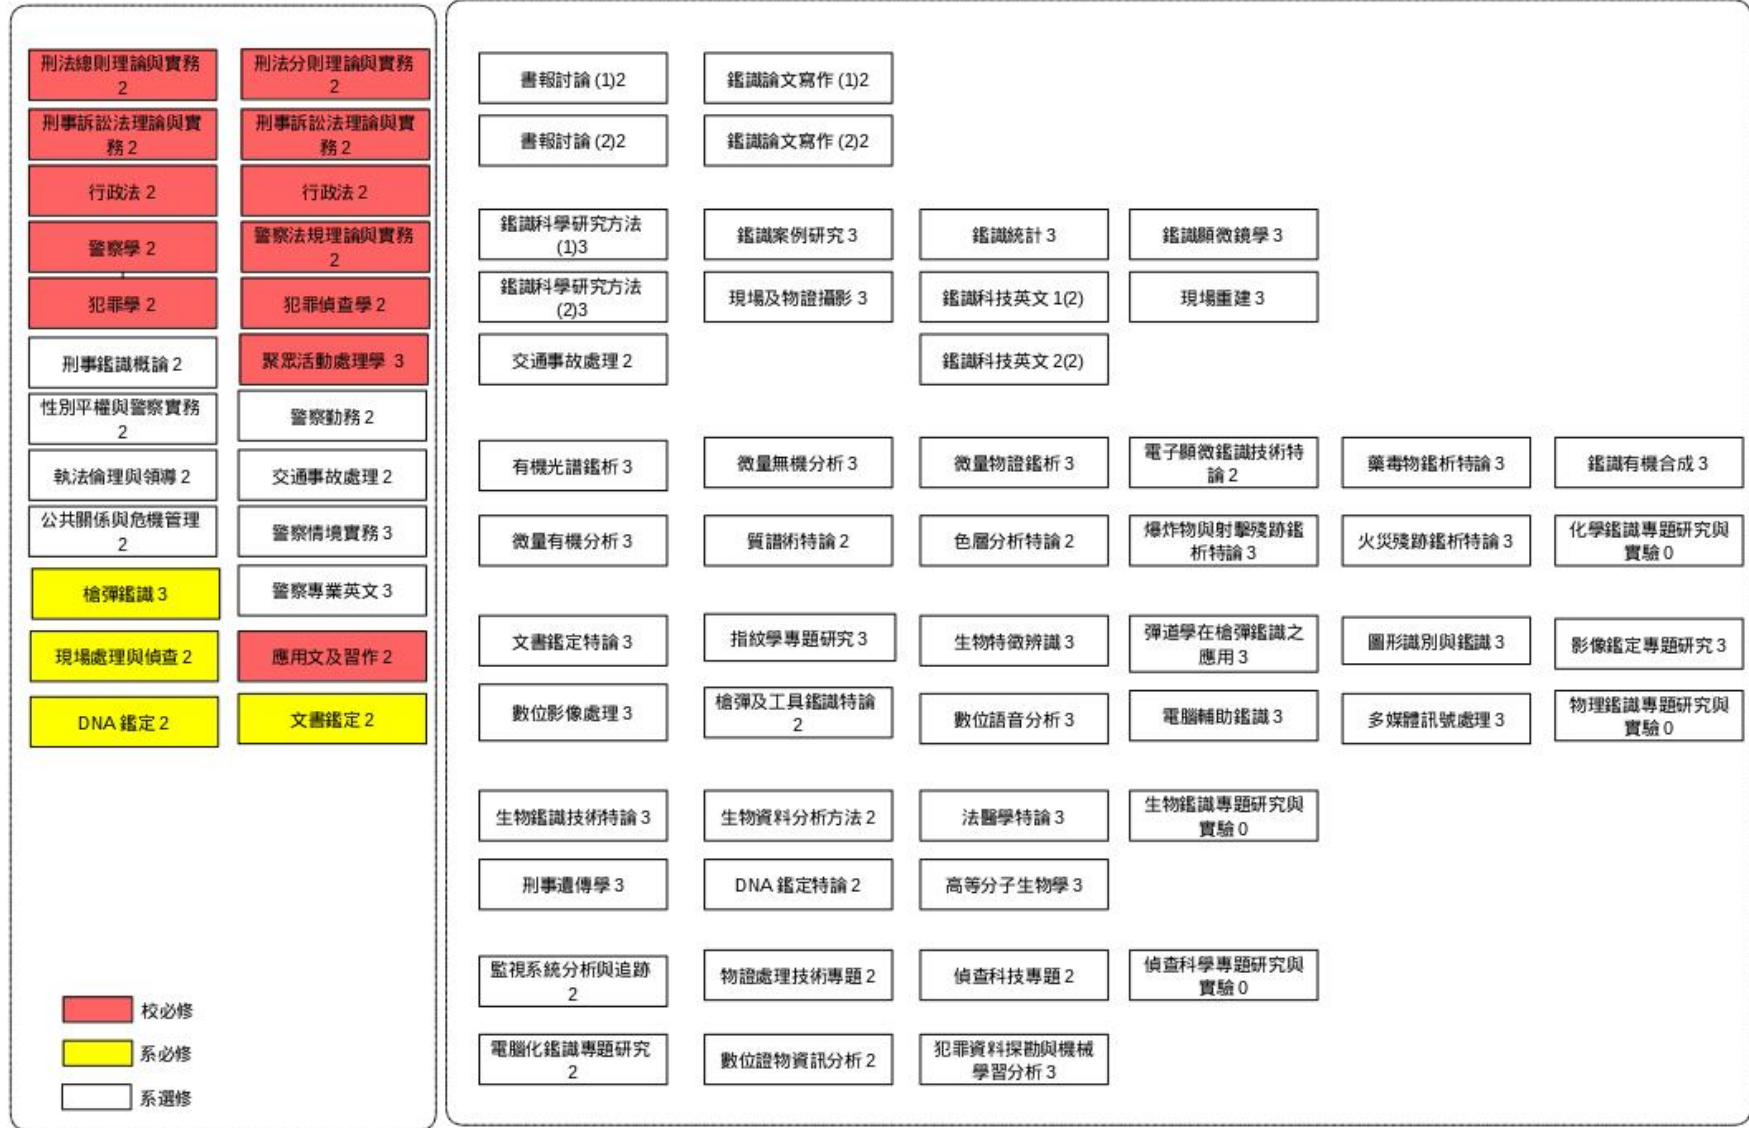 刑法總則理論與實務
2
刑法分則理論與實務
2
刑事訴訟法理論與實
務 2
刑事訴訟法理論與實
務 2
行政法 2
行政法 2
警察學 2
警察法規理論與實務
2
犯罪學 2
犯罪偵查學 2
刑事鑑識概論 2
聚眾活動處理學 3
性別平權與警察實務
2
警察勤務 2
執法倫理與領導 2
交通事故處理 2
公共關係與危機管理
2
警察情境實務 3
槍彈鑑識 3
警察專業英文 3
現場處理與偵查 2
應用文及習作 2
DNA 鑑定 2
文書鑑定 2
校必修
系必修
系選修
書報討論 (1)2
鑑識論文寫作 (1)2
書報討論 (2)2
鑑識論文寫作 (2)2
鑑識科學研究方法
(1)3
鑑識案例研究 3
鑑識統計 3
鑑識顯微鏡學 3
鑑識科學研究方法
(2)3
現場及物證攝影 3
鑑識科技英文 1(2)
現場重建 3
交通事故處理 2
鑑識科技英文 2(2)
有機光譜鑑析 3
微量無機分析 3
微量物證鑑析 3
電子顯微鑑識技術特
論 2
藥毒物鑑析特論 3
鑑識有機合成 3
微量有機分析 3
質譜術特論 2
色層分析特論 2
爆炸物與射擊殘跡鑑
析特論 3
火災殘跡鑑析特論 3
化學鑑識專題研究與
實驗 0
文書鑑定特論 3
指紋學專題研究 3
生物特徵辨識 3
彈道學在槍彈鑑識之
應用 3
圖形識別與鑑識 3
影像鑑定專題研究 3
數位影像處理 3
槍彈及工具鑑識特論
2
數位語音分析 3
電腦輔助鑑識 3
多媒體訊號處理 3
物理鑑識專題研究與
實驗 0
生物鑑識技術特論 3
生物資料分析方法 2
法醫學特論 3
生物鑑識專題研究與
實驗 0
刑事遺傳學 3
DNA 鑑定特論 2
高等分子生物學 3
監視系統分析與追跡
2
物證處理技術專題 2
偵查科技專題 2
偵查科學專題研究與
實驗 0
電腦化鑑識專題研究
2
數位證物資訊分析 2
犯罪資料探勘與機械
學習分析 3